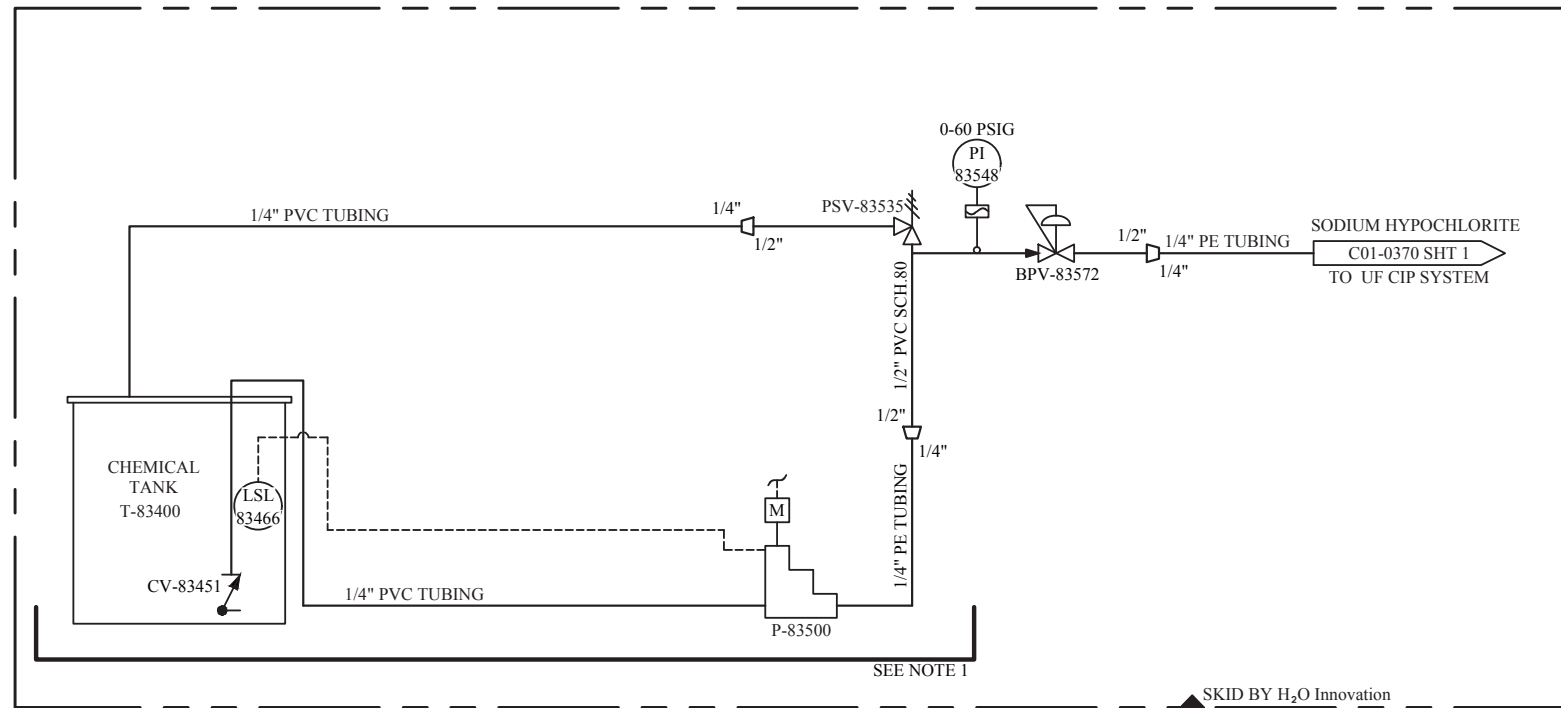 0-60 PSIG
PI
83548
PSV-83535
1/4" PVC TUBING
1/4"
1/2"
1/2"
1/4" PE TUBING
1/4"
BPV-83572
SODIUM HYPOCHLORITE
C01-0370 SHT 1
TO UF CIP SYSTEM
1/2" PVC SCH.80
1/2"
1/4"
1/4" PE TUBING
CHEMICAL
TANK
T-83400
LSL
83466
M
CV-83451
1/4" PVC TUBING
P-83500
SEE NOTE 1
SKID BY H₂O Innovation